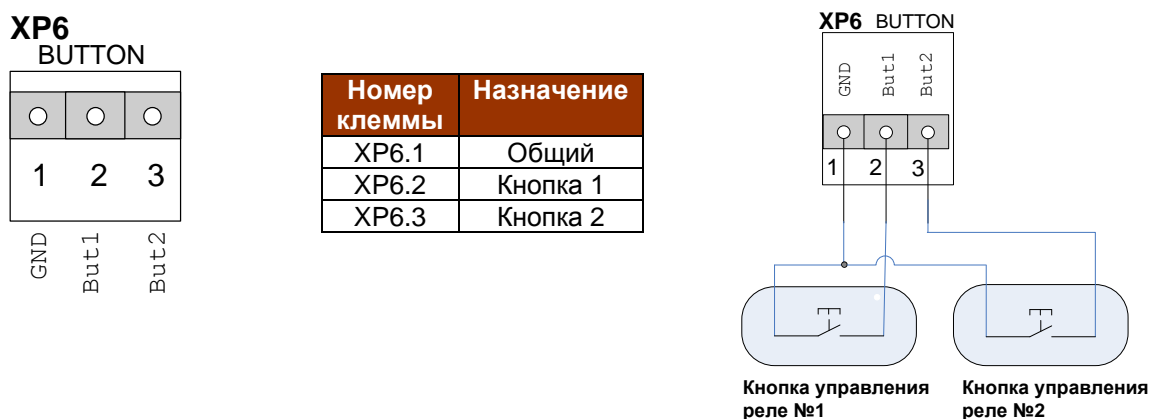 XP6
BUTTON
1 2 3
GND But1 But2
Номер клеммы Назначение
XP6.1 Общий
XP6.2 Кнопка 1
XP6.3 Кнопка 2
XP6 BUTTON
GND But1 But2
1 2 3
Кнопка управления
реле №1
Кнопка управления
реле №2